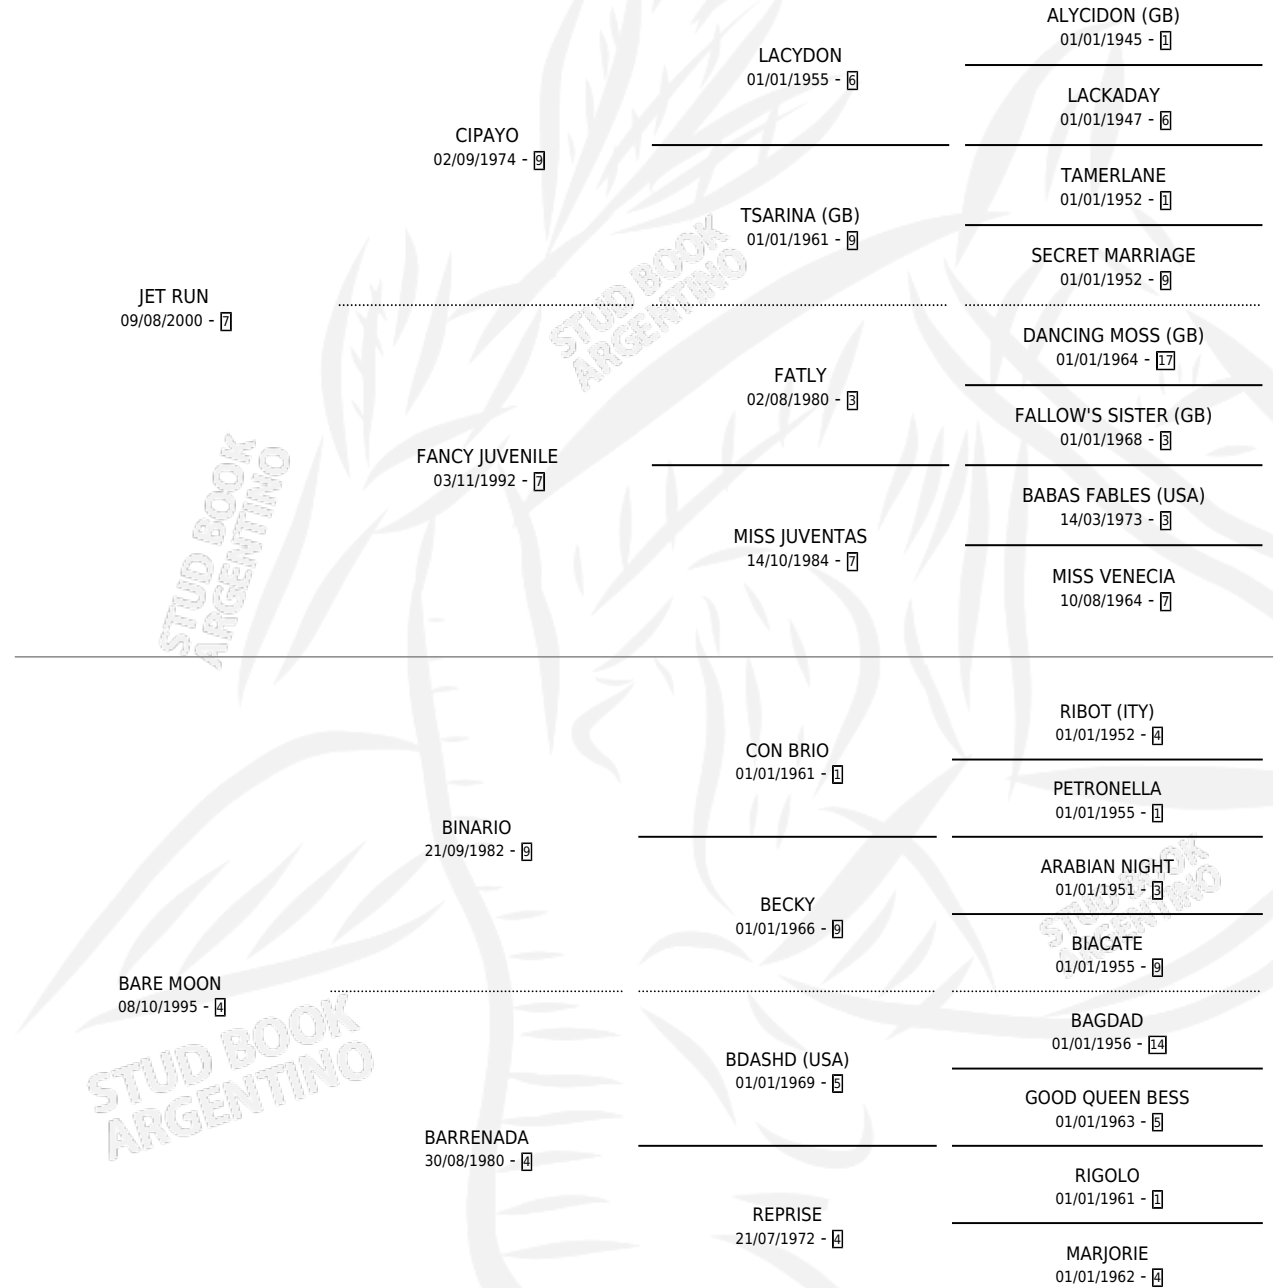 ALYCIDON (GB)
01/01/1945 - 1
LACYDON
01/01/1955 - 6
LACKADAY
01/01/1947 - 6
CIPAYO
02/09/1974 - 9
TAMERLANE
01/01/1952 - 1
TSARINA (GB)
01/01/1961 - 9
SECRET MARRIAGE
01/01/1952 - 9
JET RUN
09/08/2000 - 7
DANCING MOSS (GB)
01/01/1964 - 17
FATLY
02/08/1980 - 3
FALLOW'S SISTER (GB)
01/01/1968 - 3
FANCY JUVENILE
03/11/1992 - 7
BABAS FABLES (USA)
14/03/1973 - 3
MISS JUVENTAS
14/10/1984 - 7
MISS VENECIA
10/08/1964 - 7
RIBOT (ITY)
01/01/1952 - 4
CON BRIO
01/01/1961 - 1
PETRONELLA
01/01/1955 - 1
BINARIO
21/09/1982 - 9
ARABIAN NIGHT
01/01/1951 - 3
BECKY
01/01/1966 - 9
BIACATE
01/01/1955 - 9
BARE MOON
08/10/1995 - 4
BAGDAD
01/01/1956 - 14
BDASHD (USA)
01/01/1969 - 5
GOOD QUEEN BESS
01/01/1963 - 5
BARRENADA
30/08/1980 - 4
RIGOLO
01/01/1961 - 1
REPRISE
21/07/1972 - 4
MARJORIE
01/01/1962 - 4
STUD BOOK
ARGENTINO
STUD BOOK
ARGENTINO
STUD BOOK
ARGENTINO
STUD BOOK
ARGENTINO